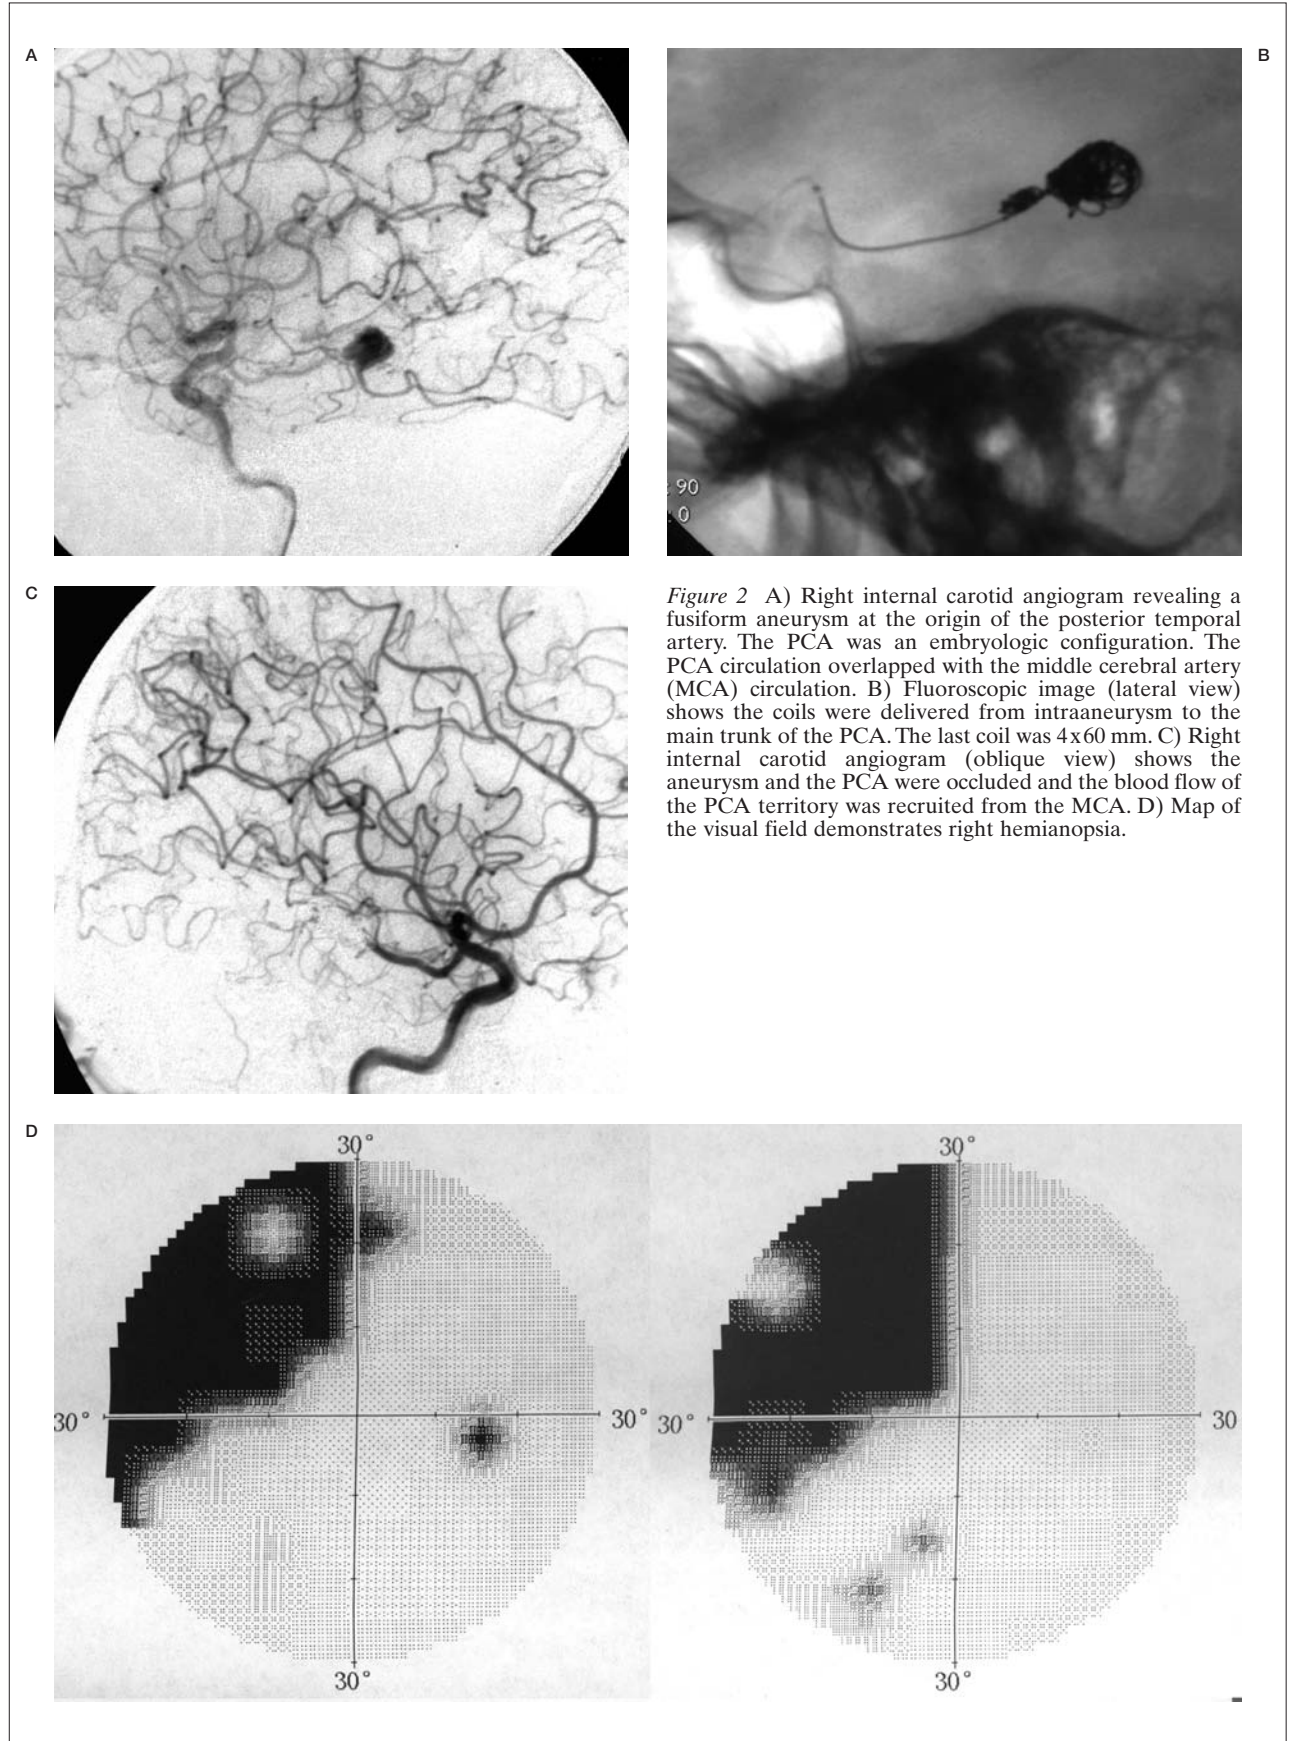 A
B
: 90
: 0
C
Figure 2 A) Right internal carotid angiogram revealing a
fusiform aneurysm at the origin of the posterior temporal
artery. The PCA was an embryologic configuration. The
PCA circulation overlapped with the middle cerebral artery
(MCA) circulation. B) Fluoroscopic image (lateral view)
shows the coils were delivered from intraaneurysm to the
main trunk of the PCA. The last coil was 4x60 mm. C) Right
internal carotid angiogram (oblique view) shows the
aneurysm and the PCA were occluded and the blood flow of
the PCA territory was recruited from the MCA. D) Map of
the visual field demonstrates right hemianopsia.
D
30° 30°
30° 30° 30° 30
30° 30°